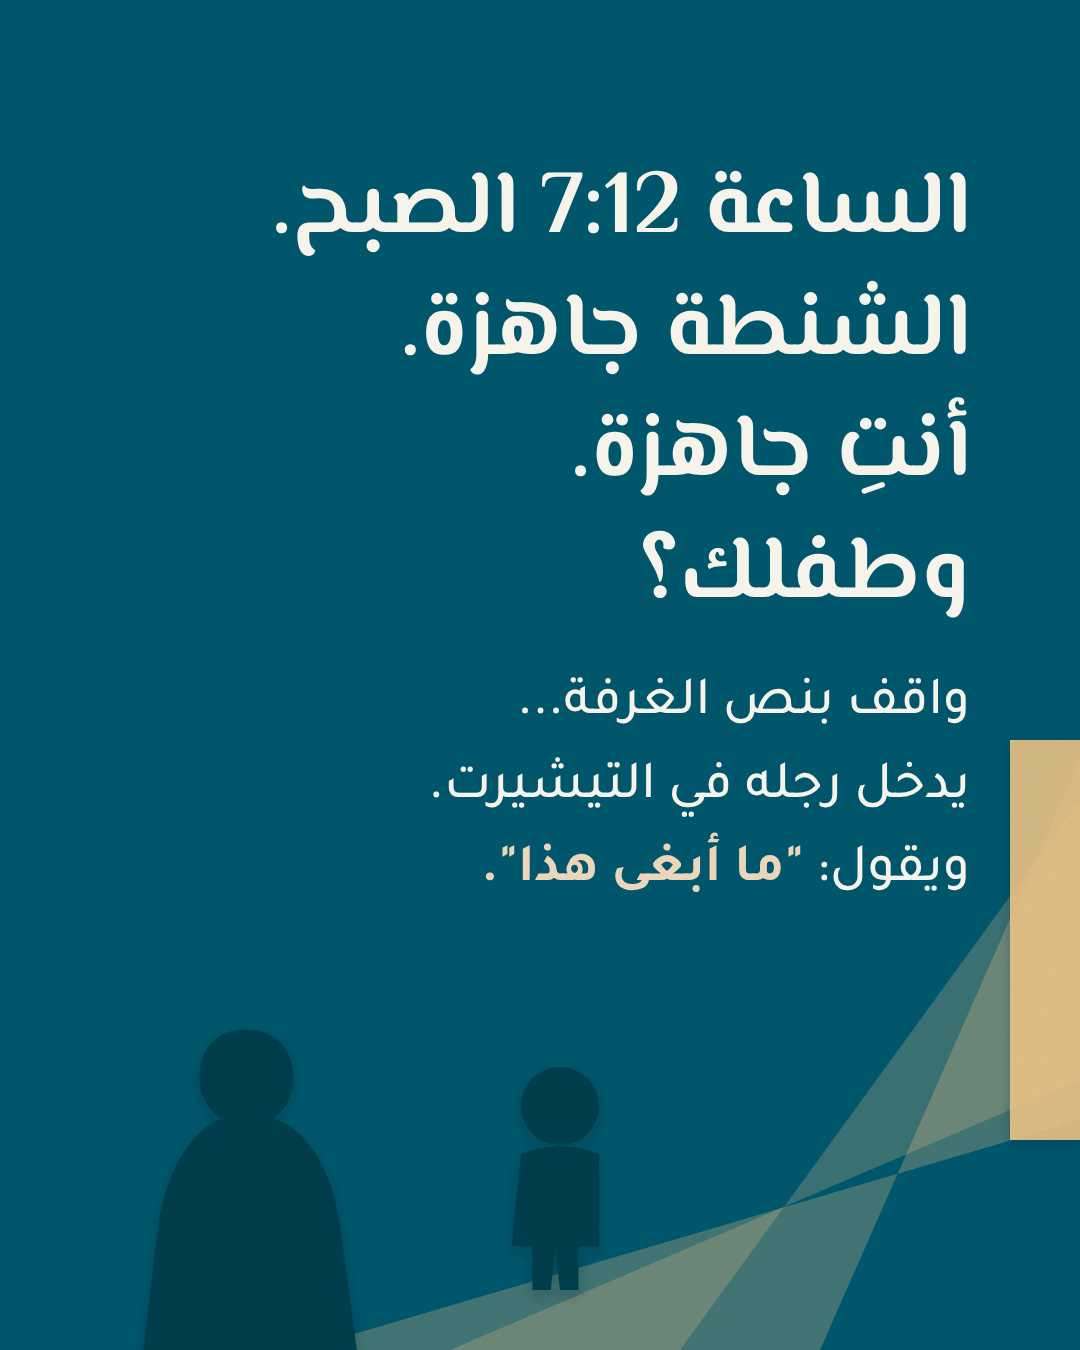 الساعة 7:12 الصبح.
الشنطة جاهزة.
أنتِ جاهزة.
وطفلك؟
واقف بنص الغرفة...
يدخل رجله في التيشيرت.
ويقول: "ما أبغى هذا".